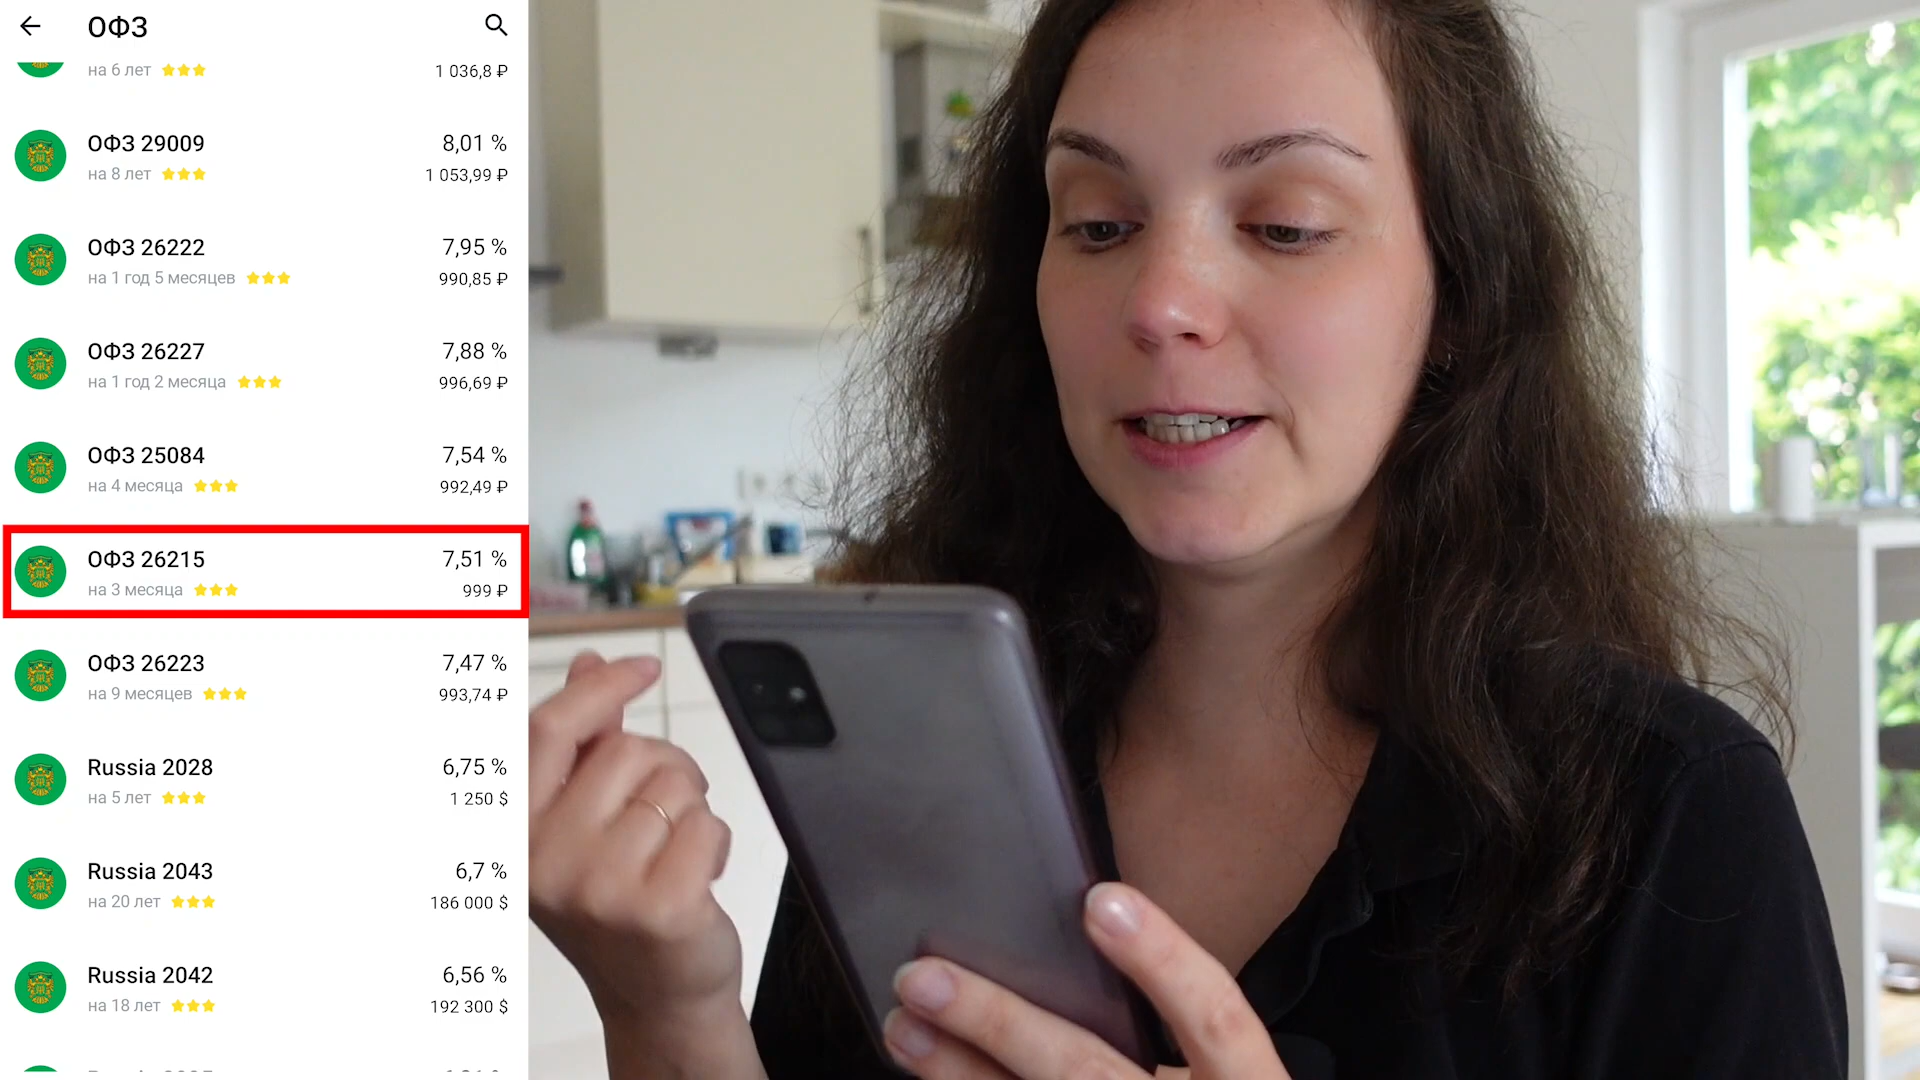 ОФЗ
на 6 лет
1 036,8 ₽
ОФЗ 29009
8,01 %
на 8 лет
1 053,99 ₽
ОФЗ 26222
7,95 %
на 1 год 5 месяцев
990,85 ₽
ОФЗ 26227
7,88 %
на 1 год 2 месяца
996,69 ₽
ОФЗ 25084
7,54 %
на 4 месяца
992,49 ₽
ОФЗ 26215
7,51 %
на 3 месяца
999 ₽
ОФЗ 26223
7,47 %
на 9 месяцев
993,74 ₽
Russia 2028
6,75 %
на 5 лет
1 250 $
Russia 2043
6,7 %
на 20 лет
186 000 $
Russia 2042
6,56 %
на 18 лет
192 300 $